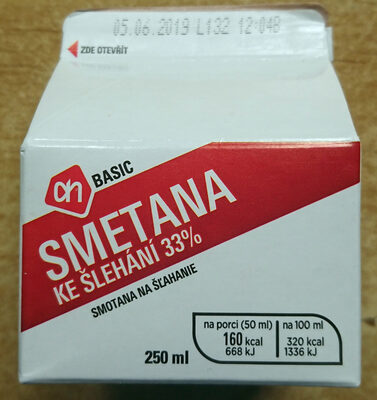 05.06.2019 L132 12:04B
ZDE OTEVŘÍT
ah BASIC
SMETANA
KE ŠLEHÁNÍ 33%
SMOTANA NA ŠĽAHANIE
na porci (50 ml) na 100 ml
160 kcal 320 kcal
668 kJ 1336 kJ
250 ml